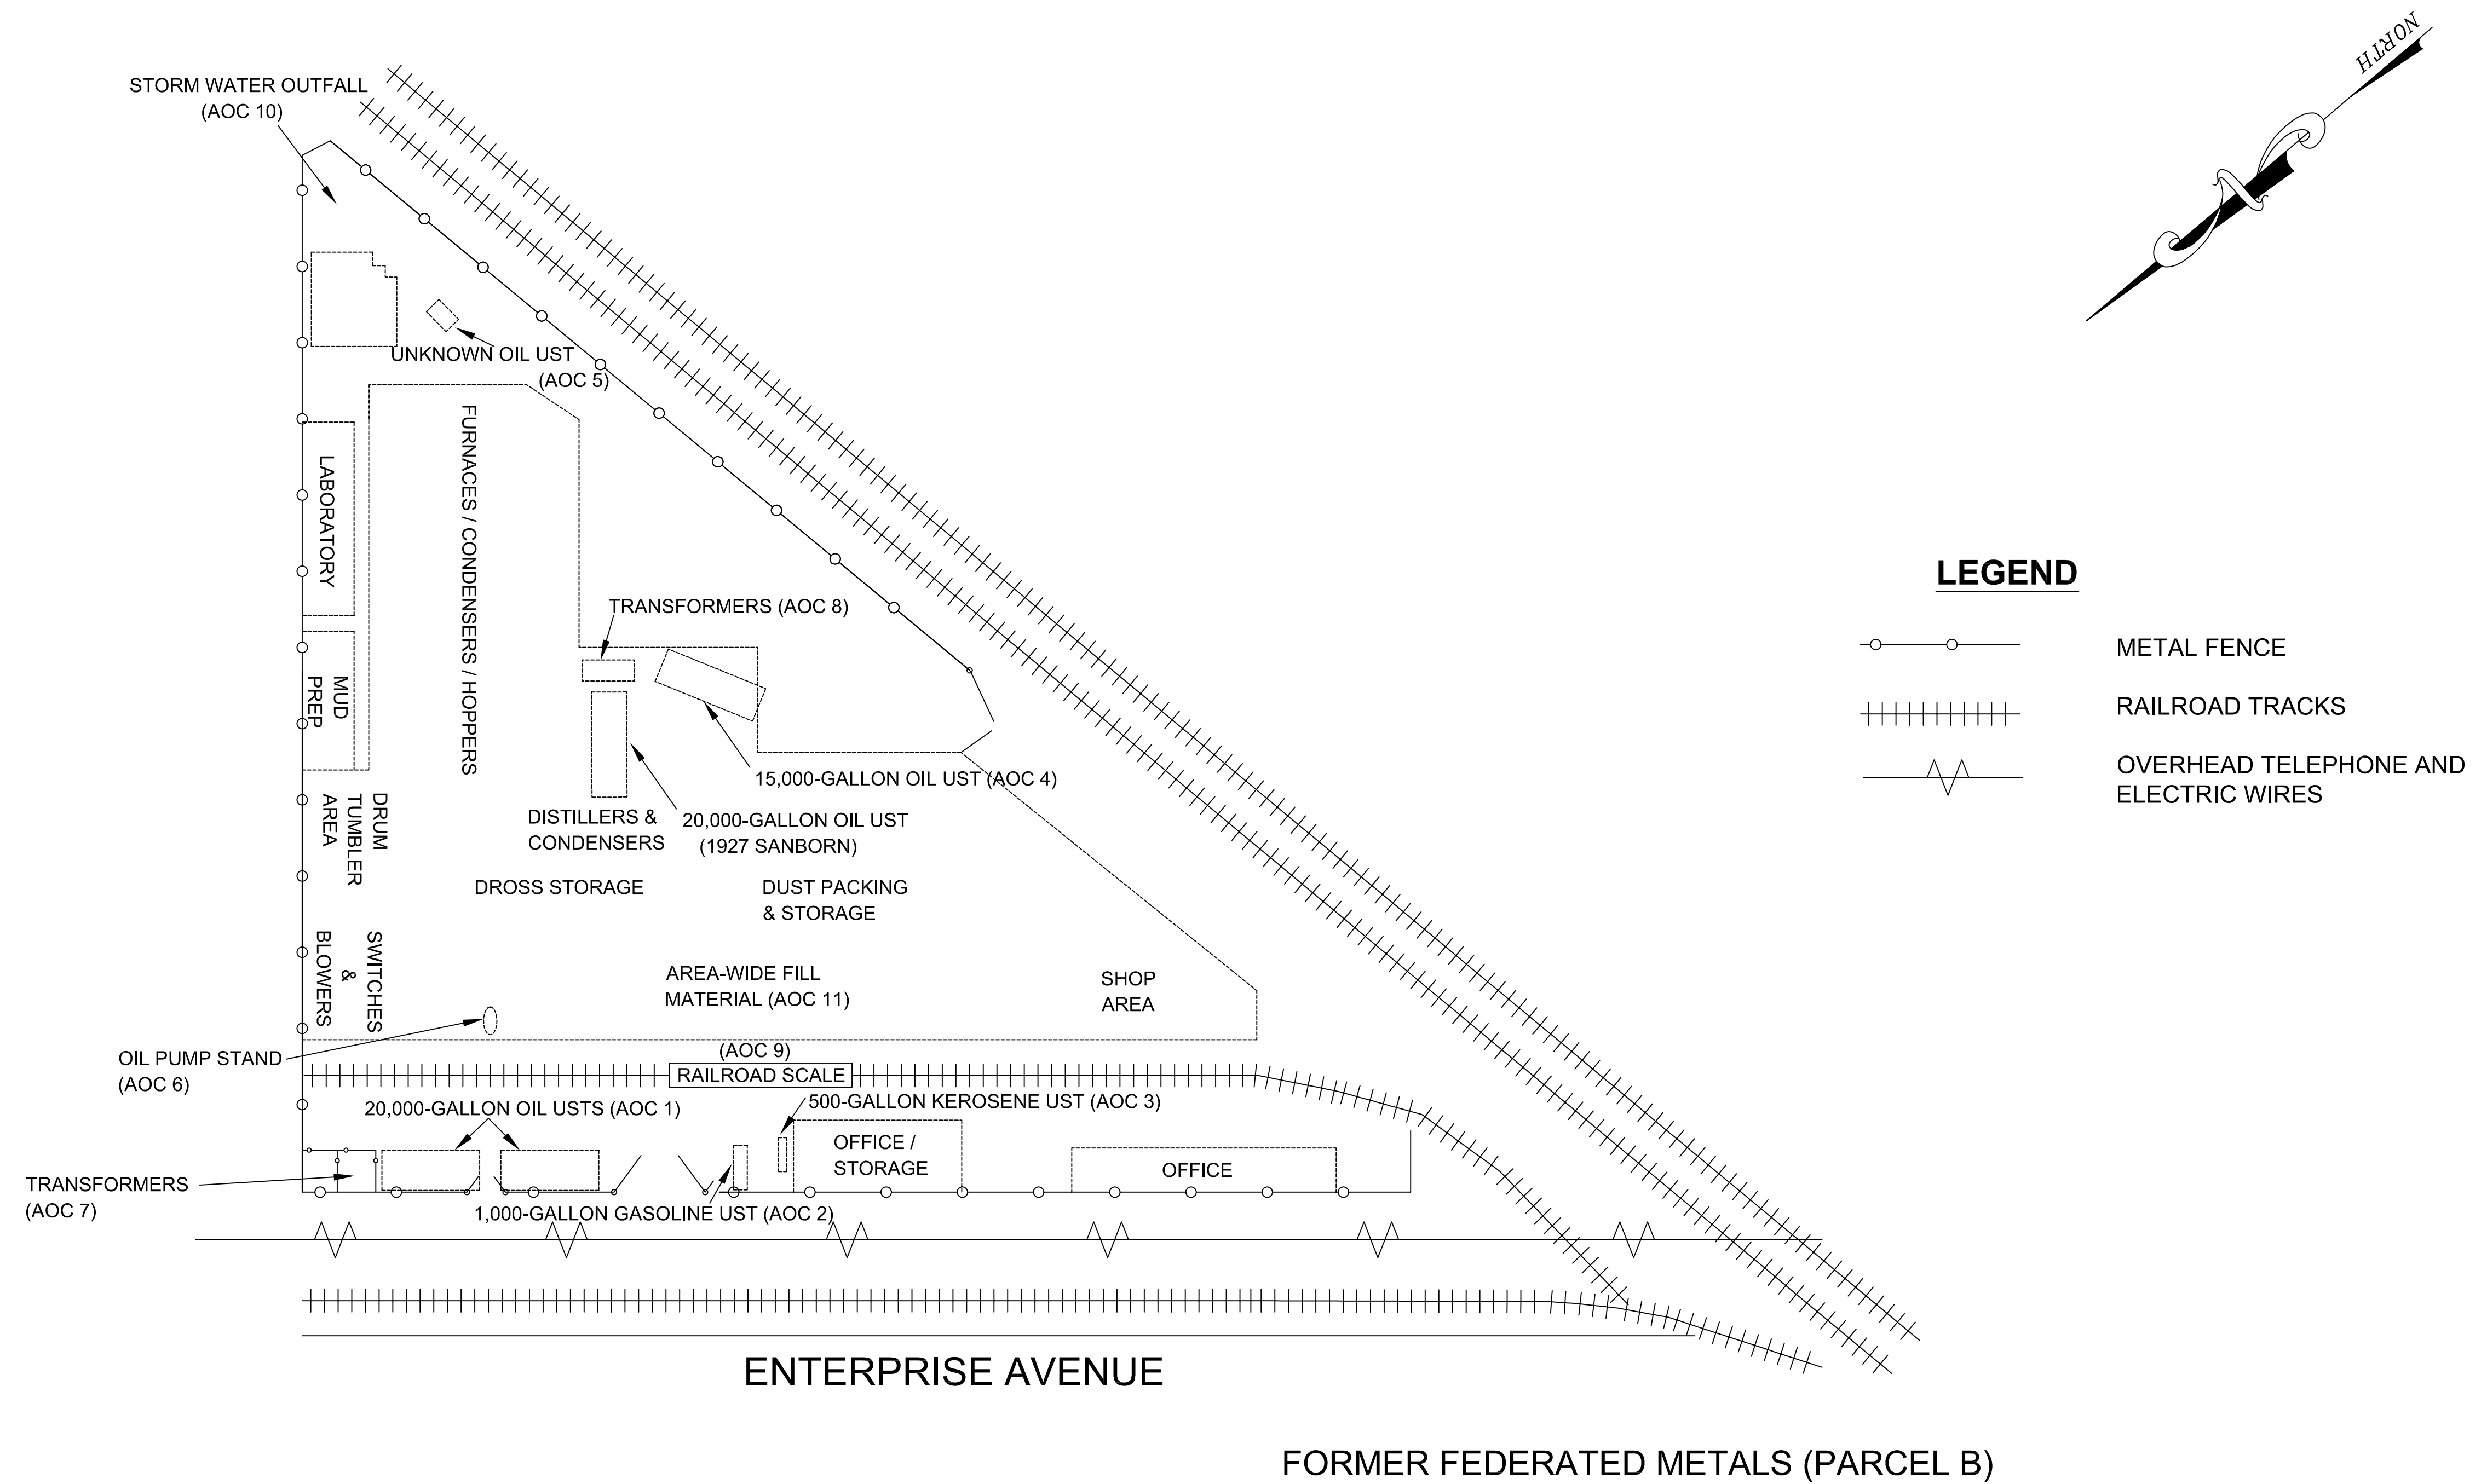 NORTH
STORM WATER OUTFALL
(AOC 10)
UNKNOWN OIL UST
(AOC 5)
FURNACES / CONDENSERS / HOPPERS
LABORATORY
MUD
PREP
TRANSFORMERS (AOC 8)
15,000-GALLON OIL UST (AOC 4)
20,000-GALLON OIL UST
(1927 SANBORN)
DISTILLERS &
CONDENSERS
DRUM
TUMBLER
AREA
DROSS STORAGE
DUST PACKING
& STORAGE
SWITCHES
&
BLOWERS
AREA-WIDE FILL
MATERIAL (AOC 11)
SHOP
AREA
OIL PUMP STAND
(AOC 6)
(AOC 9)
RAILROAD SCALE
20,000-GALLON OIL USTS (AOC 1)
500-GALLON KEROSENE UST (AOC 3)
OFFICE /
STORAGE
OFFICE
TRANSFORMERS
(AOC 7)
1,000-GALLON GASOLINE UST (AOC 2)
ENTERPRISE AVENUE
LEGEND
METAL FENCE
RAILROAD TRACKS
OVERHEAD TELEPHONE AND
ELECTRIC WIRES
FORMER FEDERATED METALS (PARCEL B)